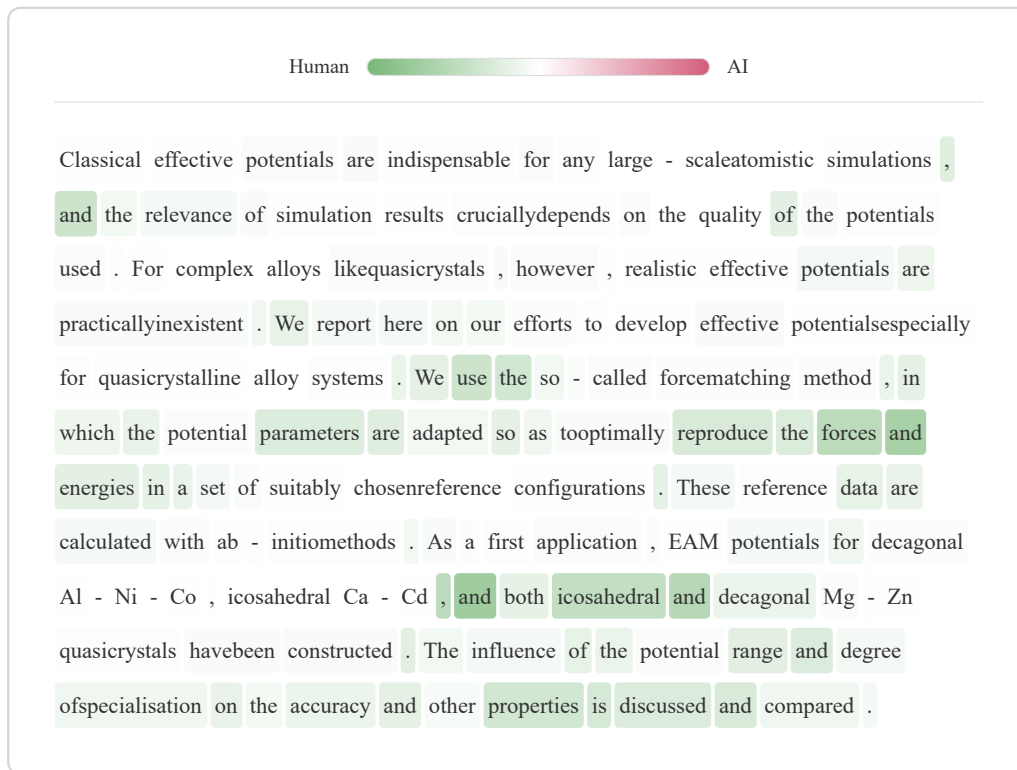 Human AI
Classical effective potentials are indispensable for any large - scaleatomistic simulations ,
and the relevance of simulation results cruciallydepends on the quality of the potentials
used . For complex alloys likequasicrystals , however , realistic effective potentials are
practicallyinexistent . We report here on our efforts to develop effective potentialsespecially
for quasicrystalline alloy systems . We use the so - called forcematching method , in
which the potential parameters are adapted so as tooptimally reproduce the forces and
energies in a set of suitably chosenreference configurations . These reference data are
calculated with ab - initiomethods . As a first application , EAM potentials for decagonal
Al - Ni - Co , icosahedral Ca - Cd , and both icosahedral and decagonal Mg - Zn
quasicrystals havebeen constructed . The influence of the potential range and degree
ofspecialisation on the accuracy and other properties is discussed and compared .